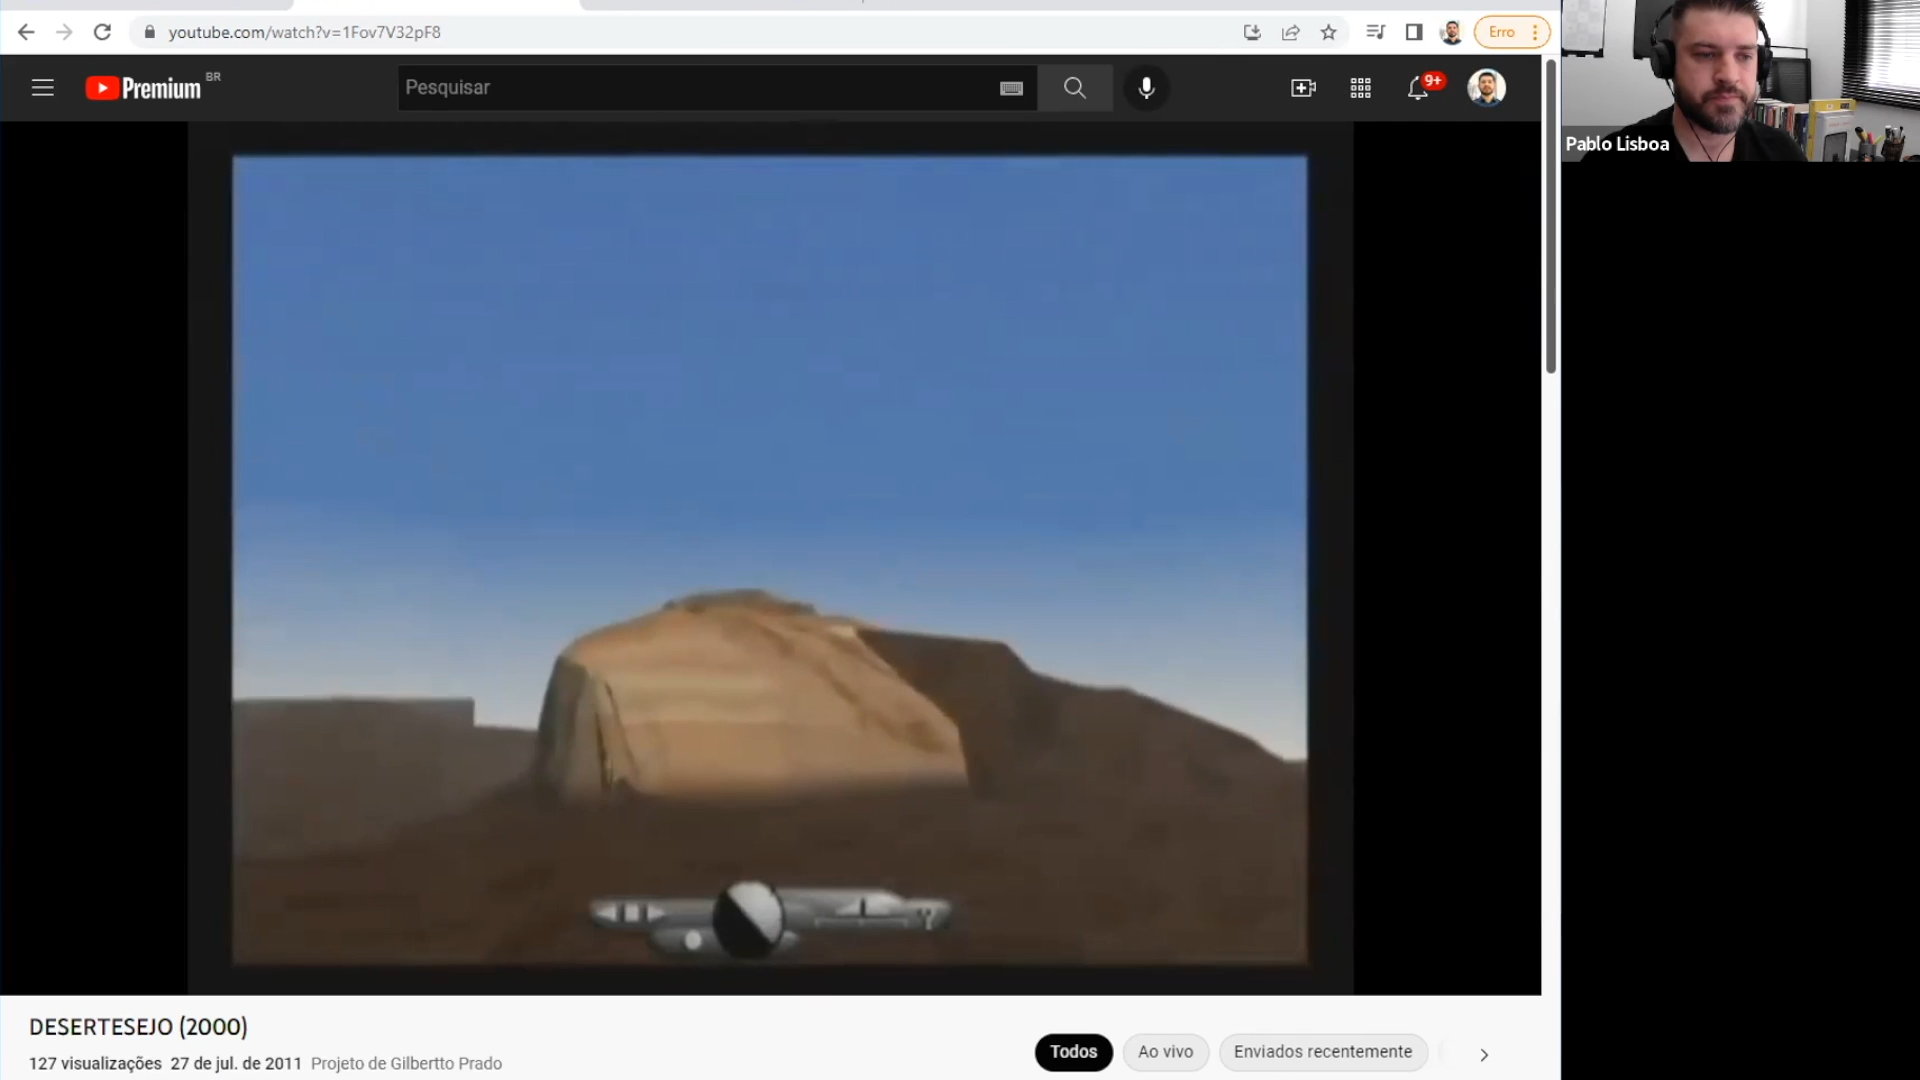 youtube.com/watch?v=1Fov7V32pF8
Erro
Premium BR
Pesquisar
9+
Pablo Lisboa
DESERTESEJO (2000)
127 visualizações 27 de jul. de 2011 Projeto de Gilbertto Prado
Todos
Ao vivo
Enviados recentemente